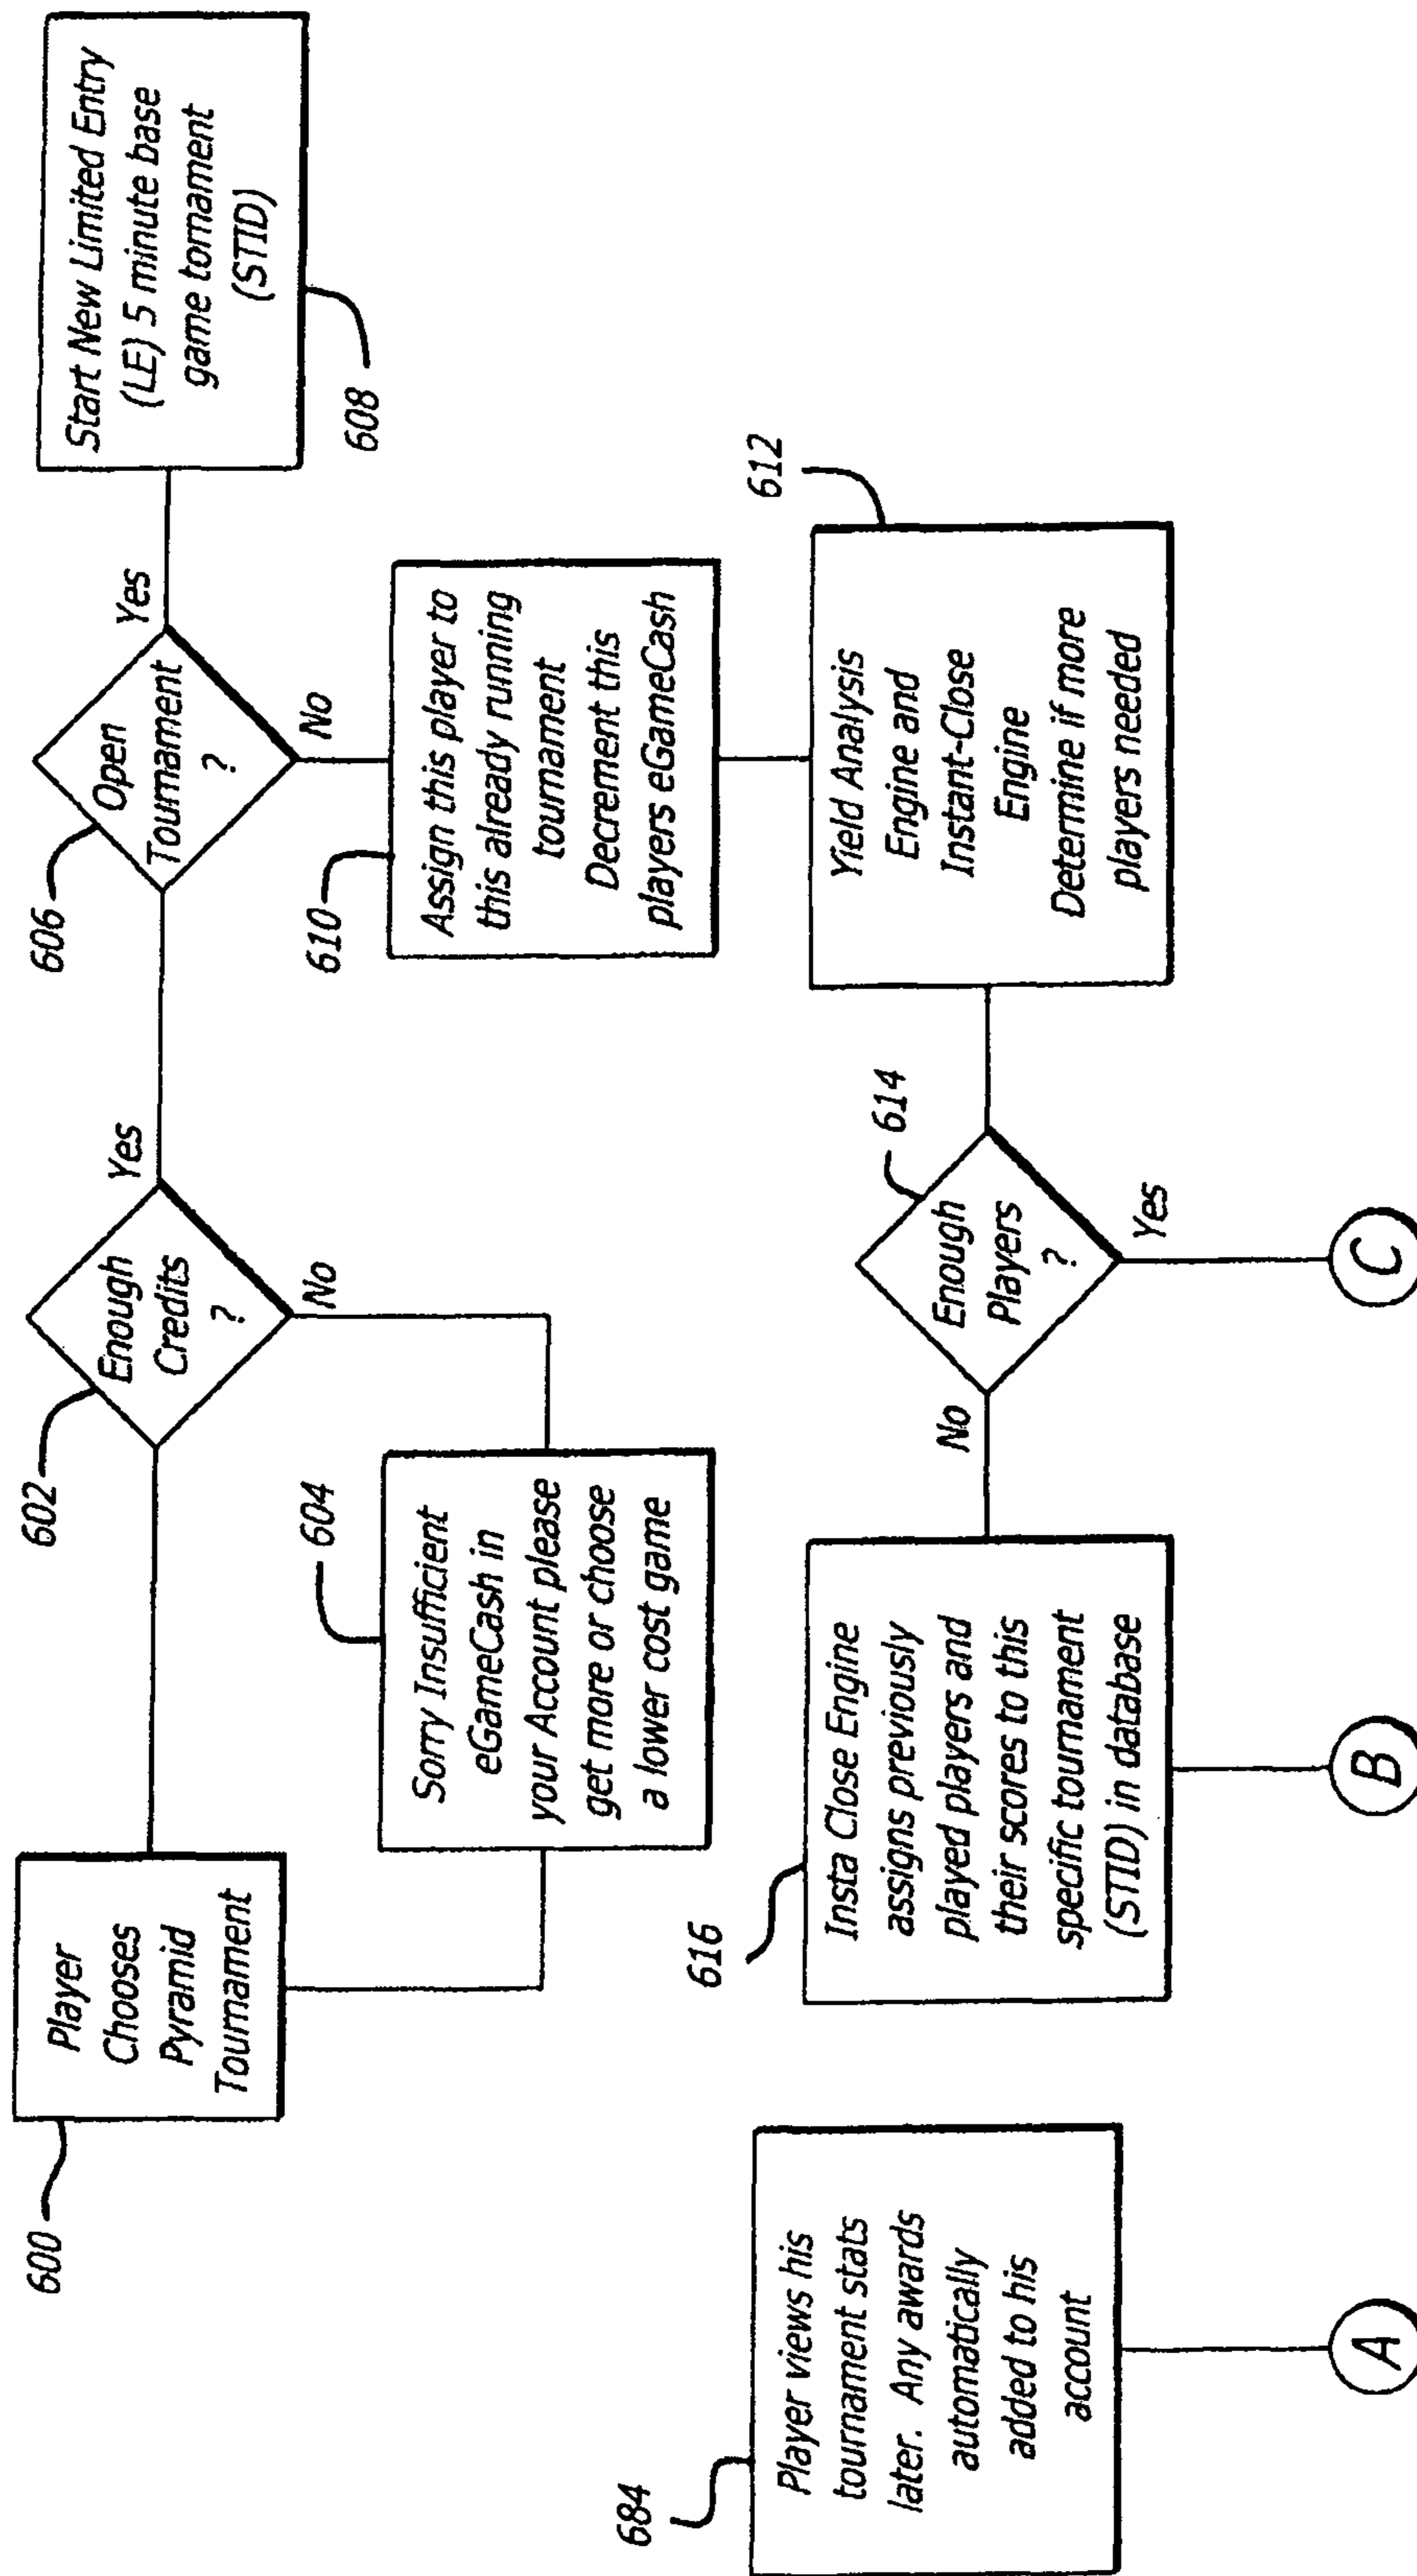 600
Player
Chooses
Pyramid
Tournament
602
Enough
Credits
?
Yes
No
604
Sorry Insufficient
eGameCash in
your Account please
get more or choose
a lower cost game
606
Open
Tournament
?
Yes
No
Start New Limited Entry
(LE) 5 minute base
game tornament
(STID)
608
610
Assign this player to
this already running
tournament
Decrement this
players eGameCash
612
Yield Analysis
Engine and
Instant-Close
Engine
Determine if more
players needed
614
Enough
Players
?
No
Yes
616
Insta Close Engine
assigns previously
played players and
their scores to this
specific tournament
(STID) in database
684
Player views his
tournament stats
later. Any awards
automatically
added to his
account
A
B
C